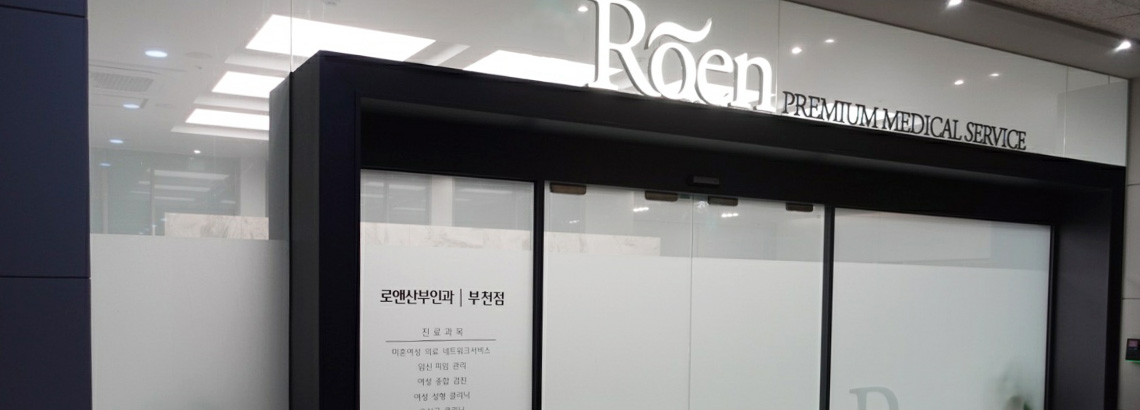 Rõen PREMIUM MEDICAL SERVICE
로앤산부인과 | 부천점
진료과목
미혼여성 의료 네트워크서비스
임신 피임 관리
여성 종합 검진
여성 성형 클리닉